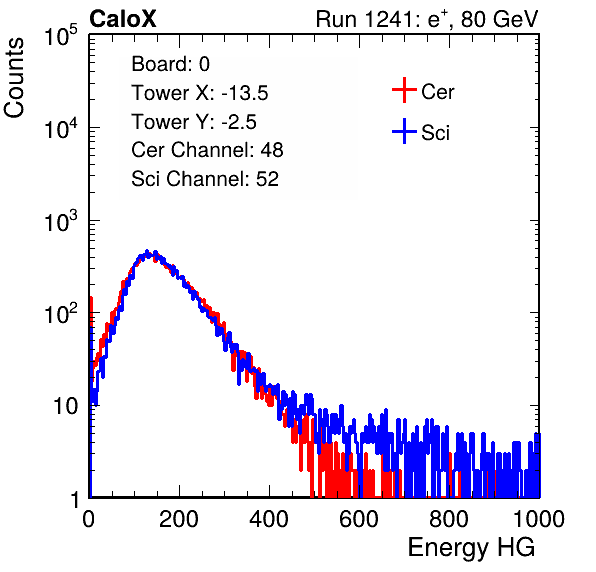 CaloX Run 1241: e⁺, 80 GeV
Board: 0
Tower X: -13.5
Tower Y: -2.5
Cer Channel: 48
Sci Channel: 52
Cer
Sci
Counts
10⁵
10⁴
10³
10²
10
1
0 200 400 600 800 1000
Energy HG